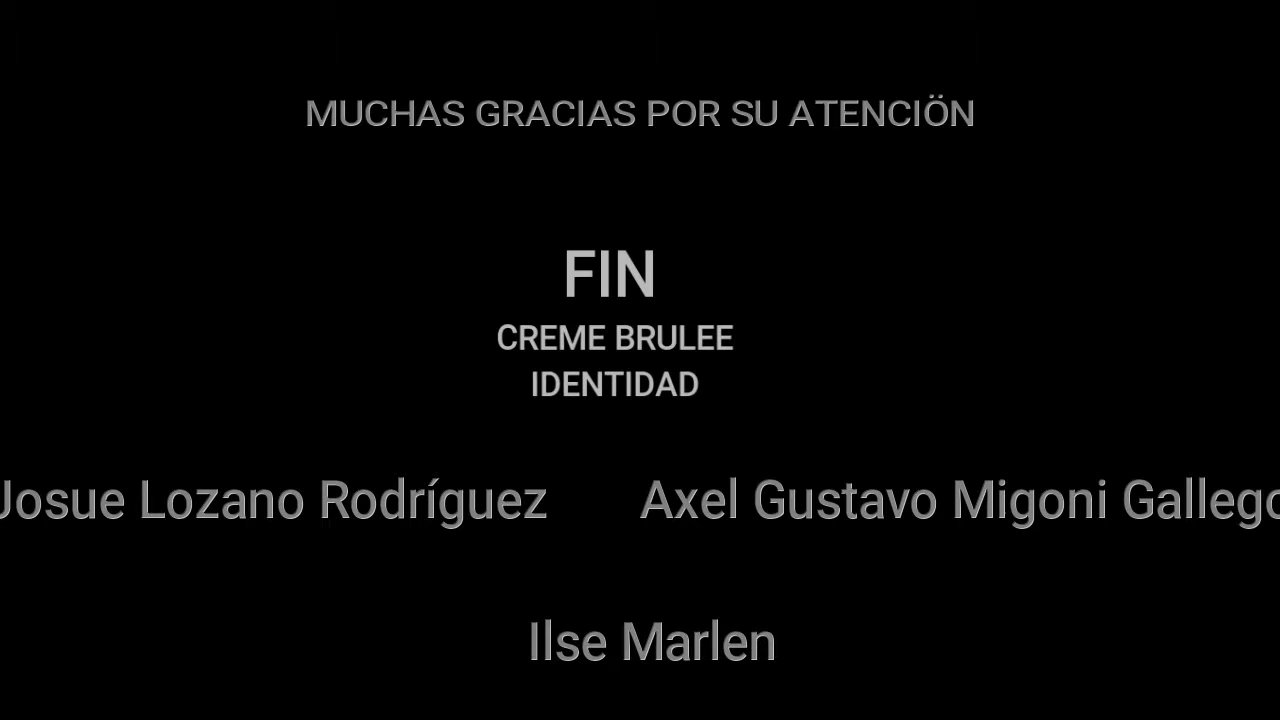 MUCHAS GRACIAS POR SU ATENCIÖN
FIN
CREME BRULEE
IDENTIDAD
Josue Lozano Rodríguez Axel Gustavo Migoni Gallego
Ilse Marlen